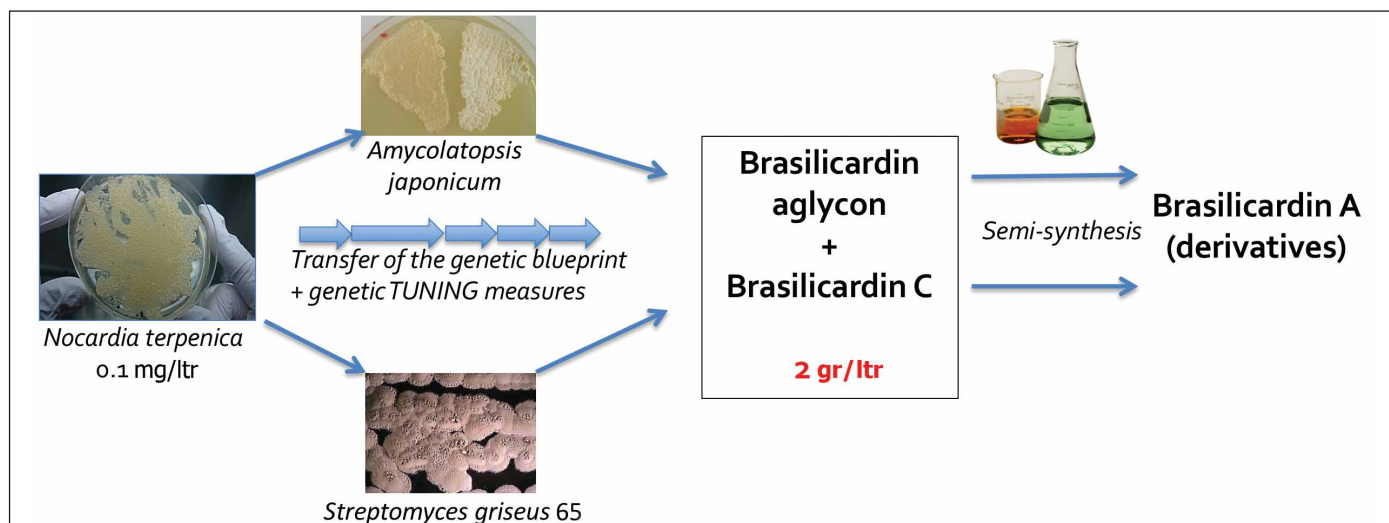 Amycolatopsis
japonicum
Nocardia terpenica
0.1 mg/ltr
Transfer of the genetic blueprint
+ genetic TUNING measures
Streptomyces griseus 65
Brasilicardin
aglycon
+
Brasilicardin C
2 gr/ltr
Semi-synthesis
Brasilicardin A
(derivatives)